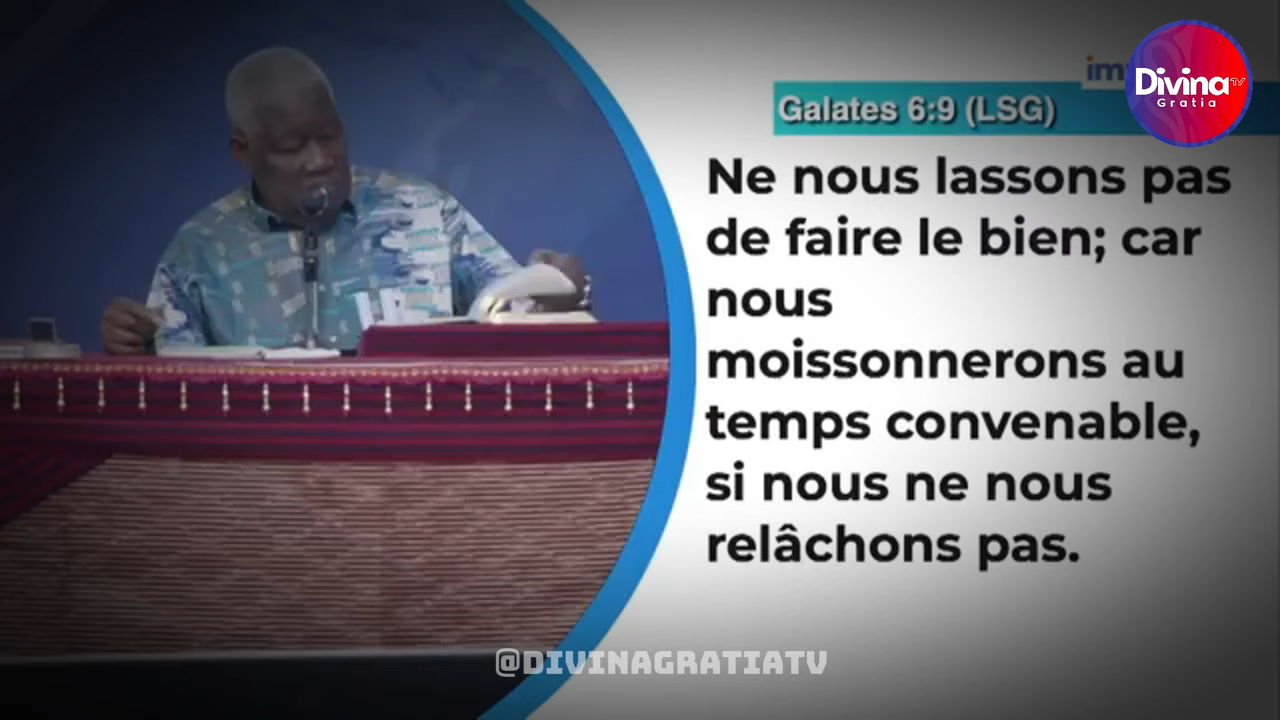 im
Divina TV
Gratia
Galates 6:9 (LSG)
Ne nous lassons pas
de faire le bien; car
nous
moissonnerons au
temps convenable,
si nous ne nous
relâchons pas.
@DIVINAGRATIATV